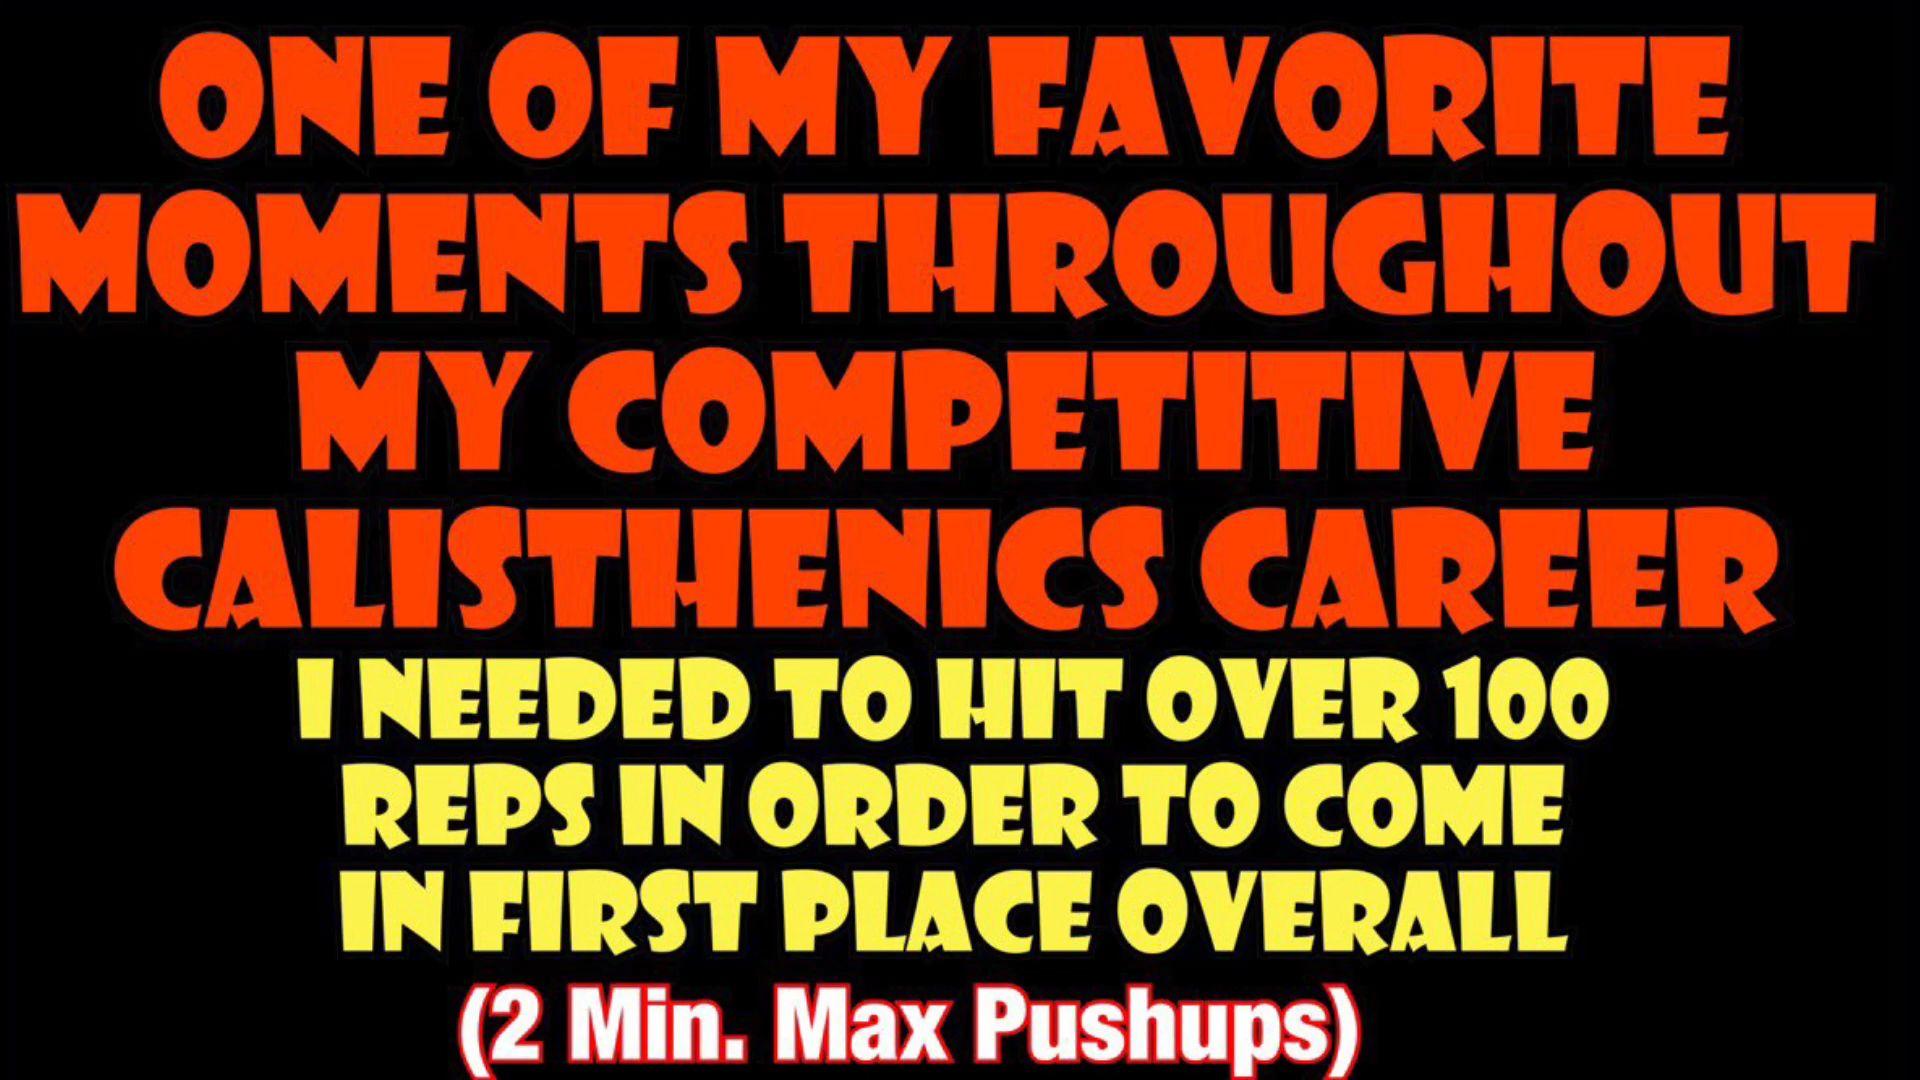 ONE OF MY FAVORITE
MOMENTS THROUGHOUT
MY COMPETITIVE
CALISTHENICS CAREER
I NEEDED TO HIT OVER 100
REPS IN ORDER TO COME
IN FIRST PLACE OVERALL
(2 Min. Max Pushups)